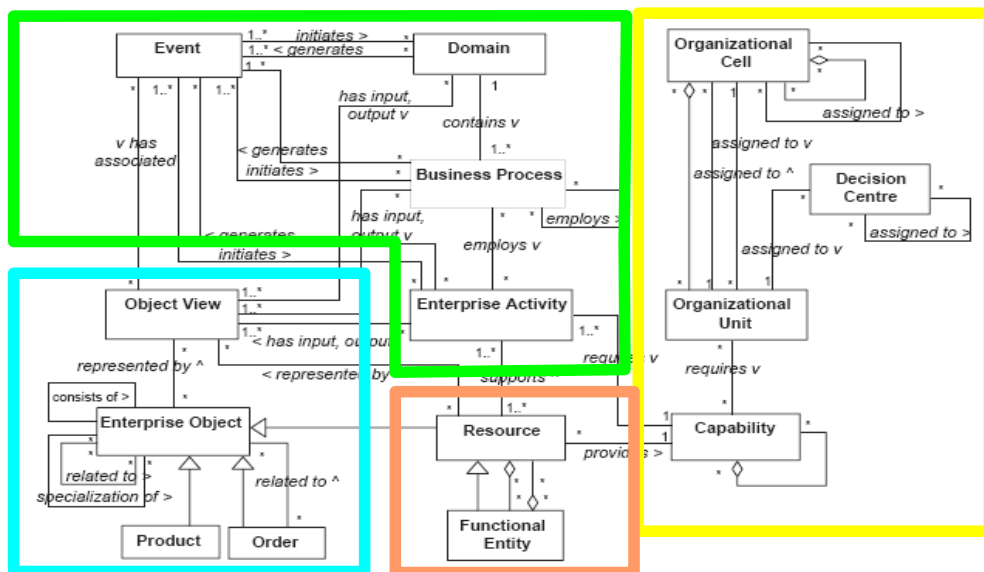 1..* initiates > *
Event
1..* < generates *
Domain
1..*
Organizational
Cell
*
*
* 1..* * 1..*
* 1
* * 1 1 * *
has input,
output v
assigned to >
contains v
v has
associated
assigned to v
< generates *
1..*
initiates > *
Business Process *
assigned to ^
Decision
Centre
* *
has input,
output v
* * *
employs >
* assigned to >
< generates
employs v
assigned to v
initiates >
* 1..* * * *
* 1 * 1
Object View
1..*
1..*
1..* *
Enterprise Activity
1..*
Organizational
Unit
< has input, output
* * 1..* *
represented by ^
requires v
requires v
< represented by
supports ^
consists of >
* * 1..* 1 *
Enterprise Object
Resource *
1 Capability *
provides >
* * *
related to > * related to ^
specialization of >
* *
*
* *
Product
Order
Functional
Entity